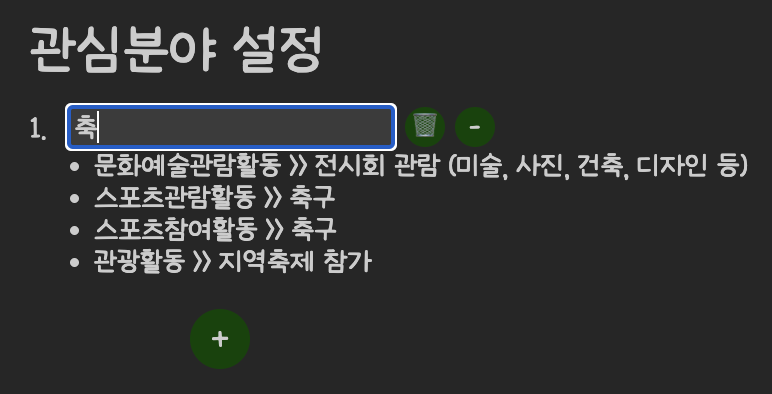 관심분야 설정
1. 축 -
• 문화예술관람활동 》 전시회 관람 (미술, 사진, 건축, 디자인 등)
• 스포츠관람활동 》 축구
• 스포츠참여활동 》 축구
• 관광활동 》 지역축제 참가
+